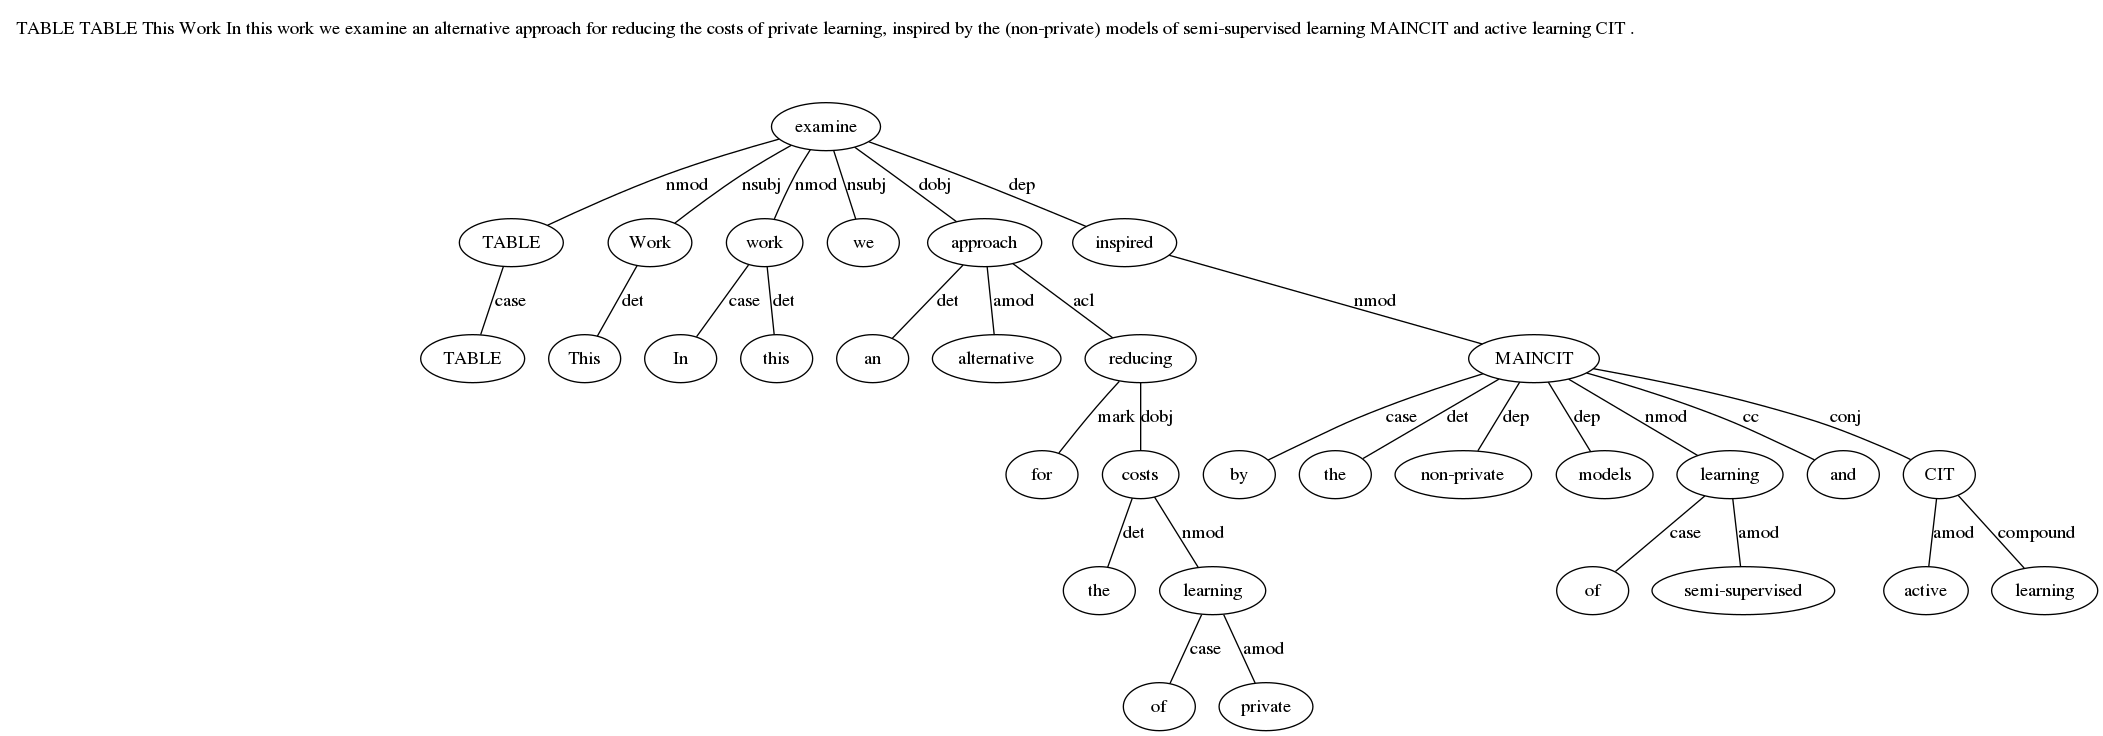 TABLE TABLE This Work In this work we examine an alternative approach for reducing the costs of private learning, inspired by the (non-private) models of semi-supervised learning MAINCIT and active learning CIT .
examine
nmod nsubj nmod nsubj dobj dep
TABLE Work work we approach inspired
case det case det det amod acl nmod
TABLE This In this an alternative reducing MAINCIT
mark dobj case det dep dep nmod cc conj
for costs by the non-private models learning and CIT
det nmod case amod amod compound
the learning of semi-supervised active learning
case amod
of private